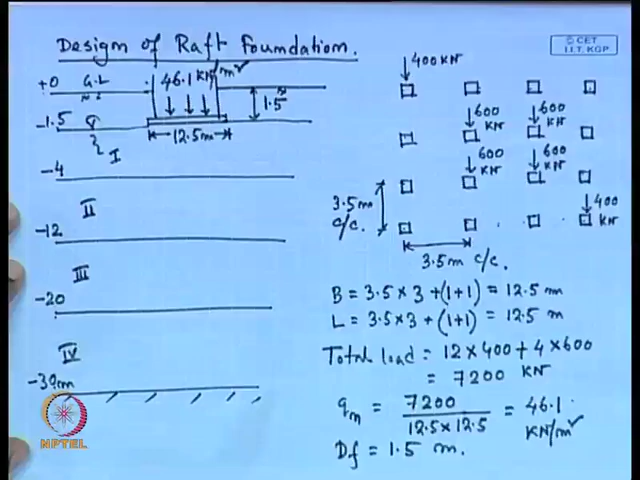 Design of Raft Foundation.
© CET
I.I.T. KGP
+0 G.L
46.1 KN/m²
1.5
-1.5
12.5m
I
-4
II
-12
III
-20
IV
-39m
400 KN
600 KN
600 KN
600 KN
600 KN
400 KN
3.5m c/c.
3.5m c/c.
B = 3.5 × 3 + (1+1) = 12.5 m
L = 3.5 × 3 + (1+1) = 12.5 m
Total load = 12 × 400 + 4 × 600
= 7200 KN
qn = 7200 / 12.5 × 12.5 = 46.1 KN/m²
Df = 1.5 m.
NPTEL